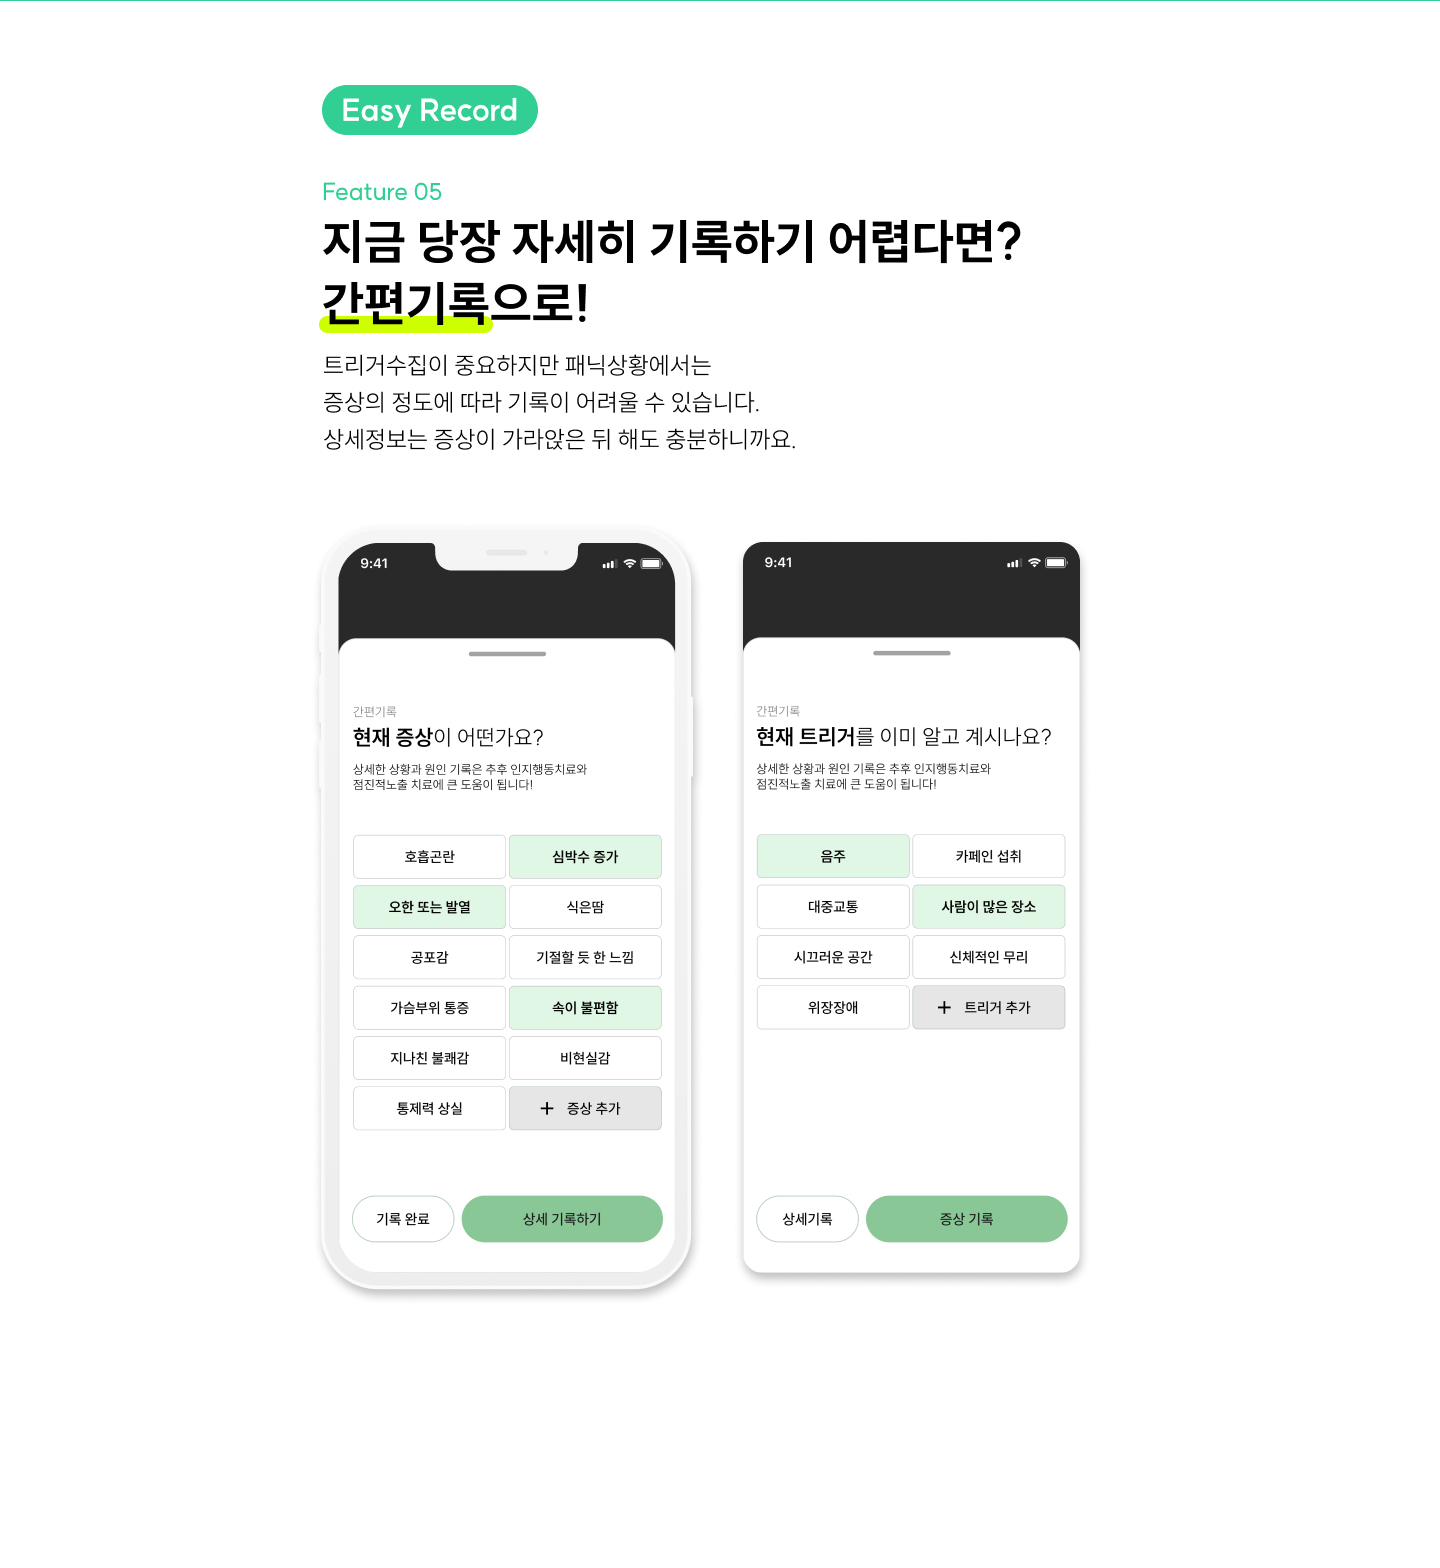 Easy Record
Feature 05
지금 당장 자세히 기록하기 어렵다면?
간편기록으로!
트리거수집이 중요하지만 패닉상황에서는
증상의 정도에 따라 기록이 어려울 수 있습니다.
상세정보는 증상이 가라앉은 뒤 해도 충분하니까요.
9:41
간편기록
현재 증상이 어떤가요?
상세한 상황과 원인 기록은 추후 인지행동치료와
점진적노출 치료에 큰 도움이 됩니다!
호흡곤란
심박수 증가
오한 또는 발열
식은땀
공포감
기절할 듯 한 느낌
가슴부위 통증
속이 불편함
지나친 불쾌감
비현실감
통제력 상실
+ 증상 추가
기록 완료
상세 기록하기
9:41
간편기록
현재 트리거를 이미 알고 계시나요?
상세한 상황과 원인 기록은 추후 인지행동치료와
점진적노출 치료에 큰 도움이 됩니다!
음주
카페인 섭취
대중교통
사람이 많은 장소
시끄러운 공간
신체적인 무리
위장장애
+ 트리거 추가
상세기록
증상 기록